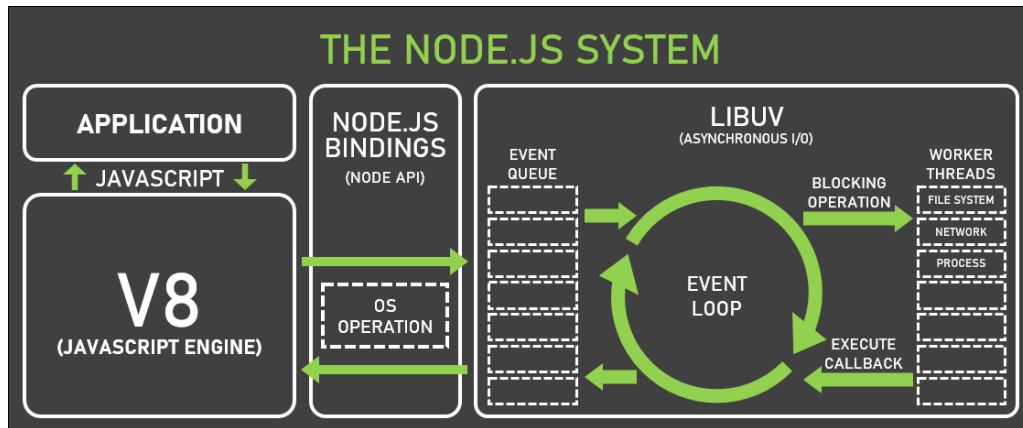 THE NODE.JS SYSTEM
APPLICATION
JAVASCRIPT
V8
(JAVASCRIPT ENGINE)
NODE.JS
BINDINGS
(NODE API)
OS
OPERATION
LIBUV
(ASYNCHRONOUS I/O)
EVENT
QUEUE
EVENT
LOOP
BLOCKING
OPERATION
EXECUTE
CALLBACK
WORKER
THREADS
FILE SYSTEM
NETWORK
PROCESS